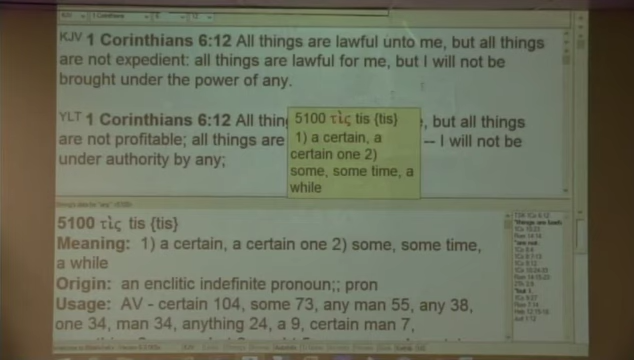 KJV 1 Corinthians 6:12 All things are lawful unto me, but all things
are not expedient: all things are lawful for me, but I will not be
brought under the power of any.
YLT 1 Corinthians 6:12 All thin , but all things
are not profitable; all things are — I will not be
under authority by any;
5100 τὶς tis {tis}
1) a certain, a
certain one 2)
some, some time, a
while
5100 τὶς tis {tis}
Meaning: 1) a certain, a certain one 2) some, some time,
a while
Origin: an enclitic indefinite pronoun;; pron
Usage: AV - certain 104, some 73, any man 55, any 38,
one 34, man 34, anything 24, a 9, certain man 7,